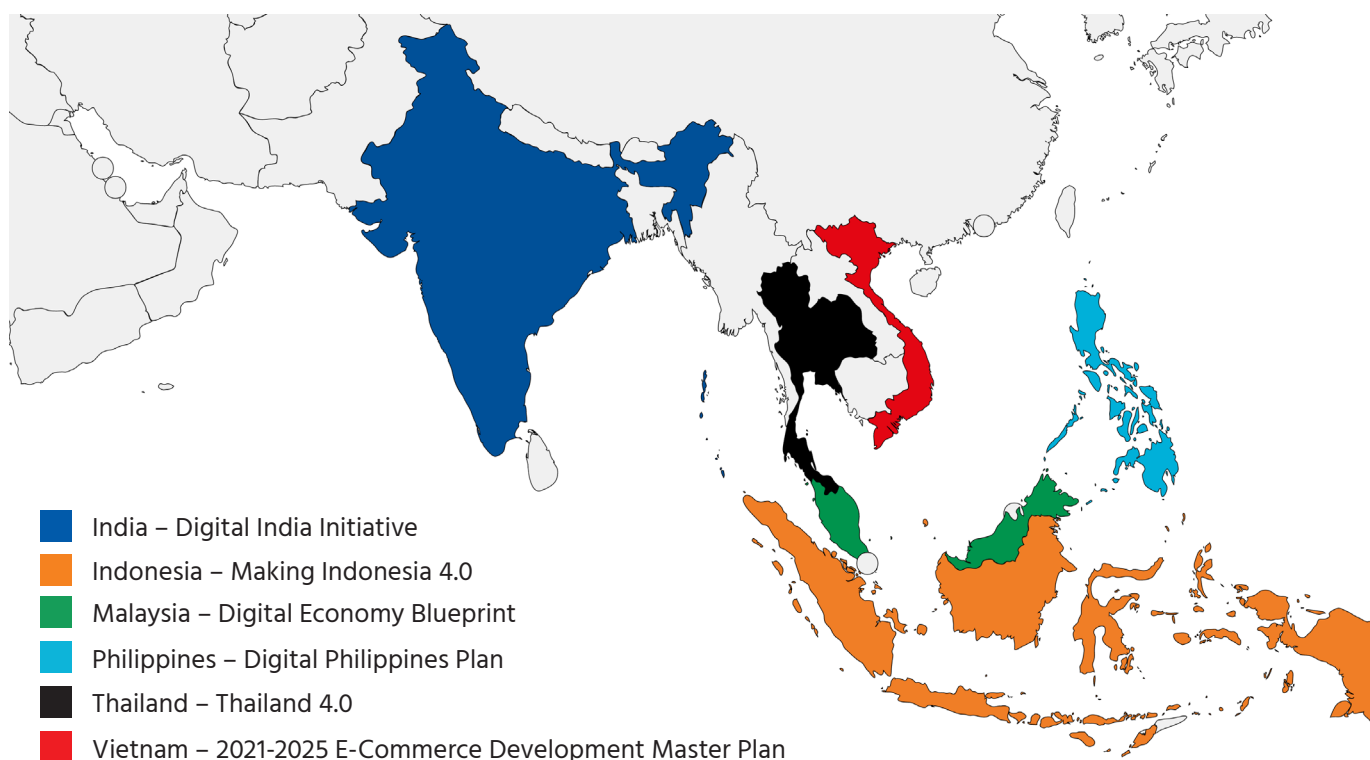 India – Digital India Initiative
Indonesia – Making Indonesia 4.0
Malaysia – Digital Economy Blueprint
Philippines – Digital Philippines Plan
Thailand – Thailand 4.0
Vietnam – 2021-2025 E-Commerce Development Master Plan